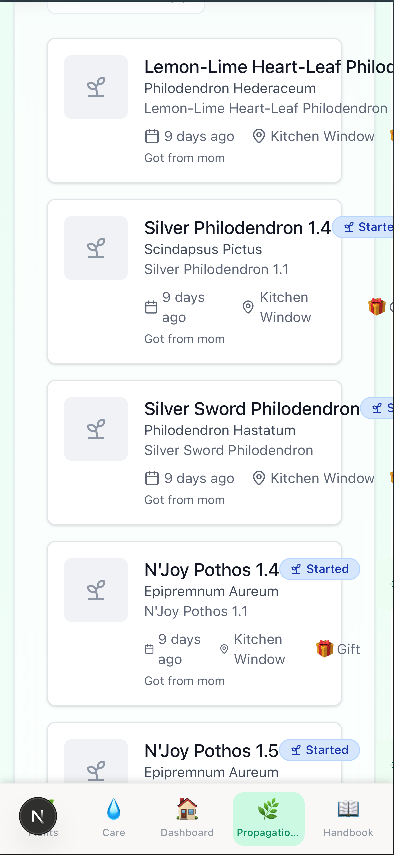 Lemon-Lime Heart-Leaf Philod
Philodendron Hederaceum
Lemon-Lime Heart-Leaf Philodendron
9 days ago Kitchen Window
Got from mom
Silver Philodendron 1.4 Starte
Scindapsus Pictus
Silver Philodendron 1.1
9 days
ago
Kitchen
Window
Got from mom
Silver Sword Philodendron S
Philodendron Hastatum
Silver Sword Philodendron
9 days ago Kitchen Window
Got from mom
N'Joy Pothos 1.4 Started
Epipremnum Aureum
N'Joy Pothos 1.1
9 days
ago
Kitchen
Window
Gift
Got from mom
N'Joy Pothos 1.5 Started
Epipremnum Aureum
N
Care Dashboard Propagatio... Handbook